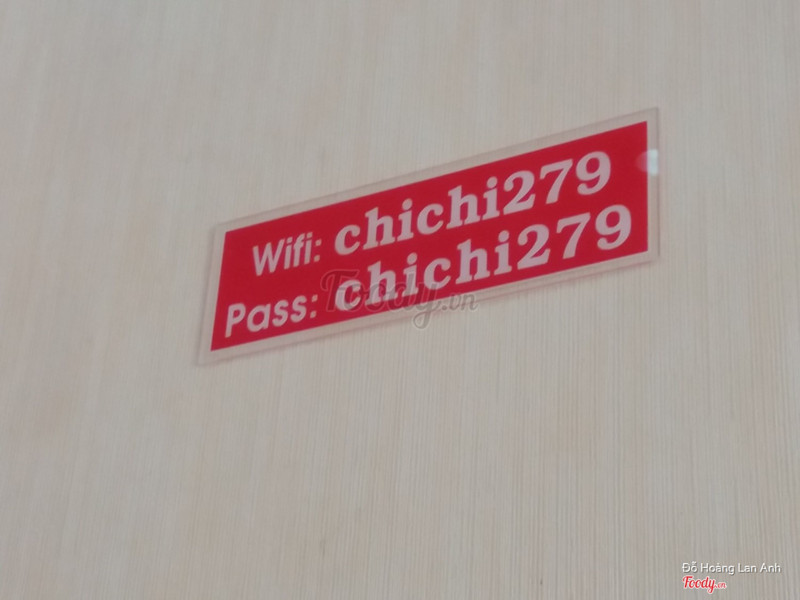 Wifi: chichi279
Pass: chichi279
Foody.vn
Đỗ Hoàng Lan Anh
Foody.vn